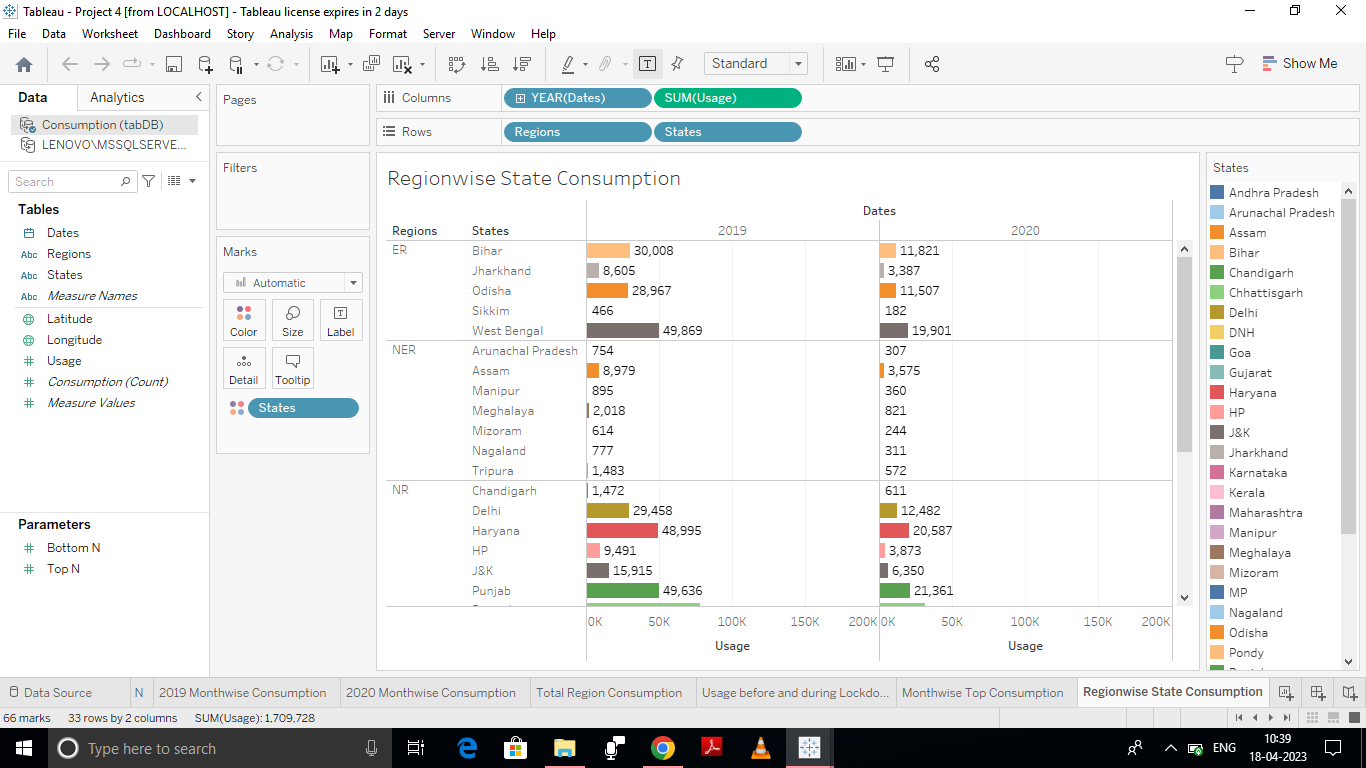 Tableau - Project 4 [from LOCALHOST] - Tableau license expires in 2 days
File Data Worksheet Dashboard Story Analysis Map Format Server Window Help
Standard
Show Me
Data Analytics
Consumption (tabDB)
LENOVO\MSSQLSERVE...
Search
Tables
Dates
Abc Regions
Abc States
Abc Measure Names
Latitude
Longitude
Usage
Consumption (Count)
Measure Values
Parameters
Bottom N
Top N
Pages
Filters
Marks
Automatic
Color Size Label
Detail Tooltip
States
Columns YEAR(Dates) SUM(Usage)
Rows Regions States
Regionwise State Consumption
Dates
Regions States 2019 2020
ER Bihar 30,008 11,821
Jharkhand 8,605 3,387
Odisha 28,967 11,507
Sikkim 466 182
West Bengal 49,869 19,901
NER Arunachal Pradesh 754 307
Assam 8,979 3,575
Manipur 895 360
Meghalaya 2,018 821
Mizoram 614 244
Nagaland 777 311
Tripura 1,483 572
NR Chandigarh 1,472 611
Delhi 29,458 12,482
Haryana 48,995 20,587
HP 9,491 3,873
J&K 15,915 6,350
Punjab 49,636 21,361
0K 50K 100K 150K 200K 0K 50K 100K 150K 200K
Usage Usage
States
Andhra Pradesh
Arunachal Pradesh
Assam
Bihar
Chandigarh
Chhattisgarh
Delhi
DNH
Goa
Gujarat
Haryana
HP
J&K
Jharkhand
Karnataka
Kerala
Maharashtra
Manipur
Meghalaya
Mizoram
MP
Nagaland
Odisha
Pondy
Data Source N 2019 Monthwise Consumption 2020 Monthwise Consumption Total Region Consumption Usage before and during Lockdo... Monthwise Top Consumption Regionwise State Consumption
66 marks 33 rows by 2 columns SUM(Usage): 1,709,728
Type here to search
ENG
10:39
18-04-2023